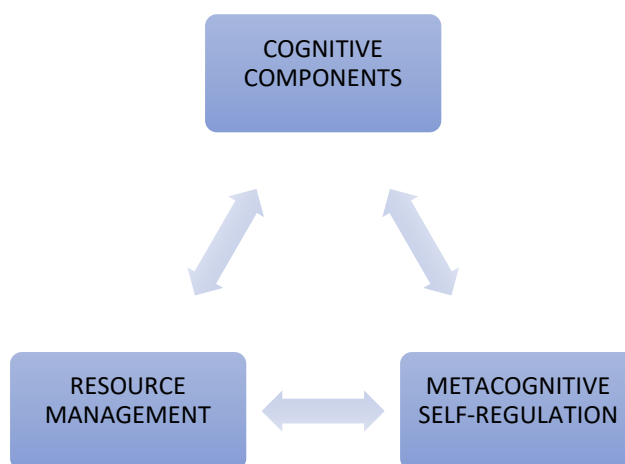 COGNITIVE
COMPONENTS
RESOURCE
MANAGEMENT
METACOGNITIVE
SELF-REGULATION